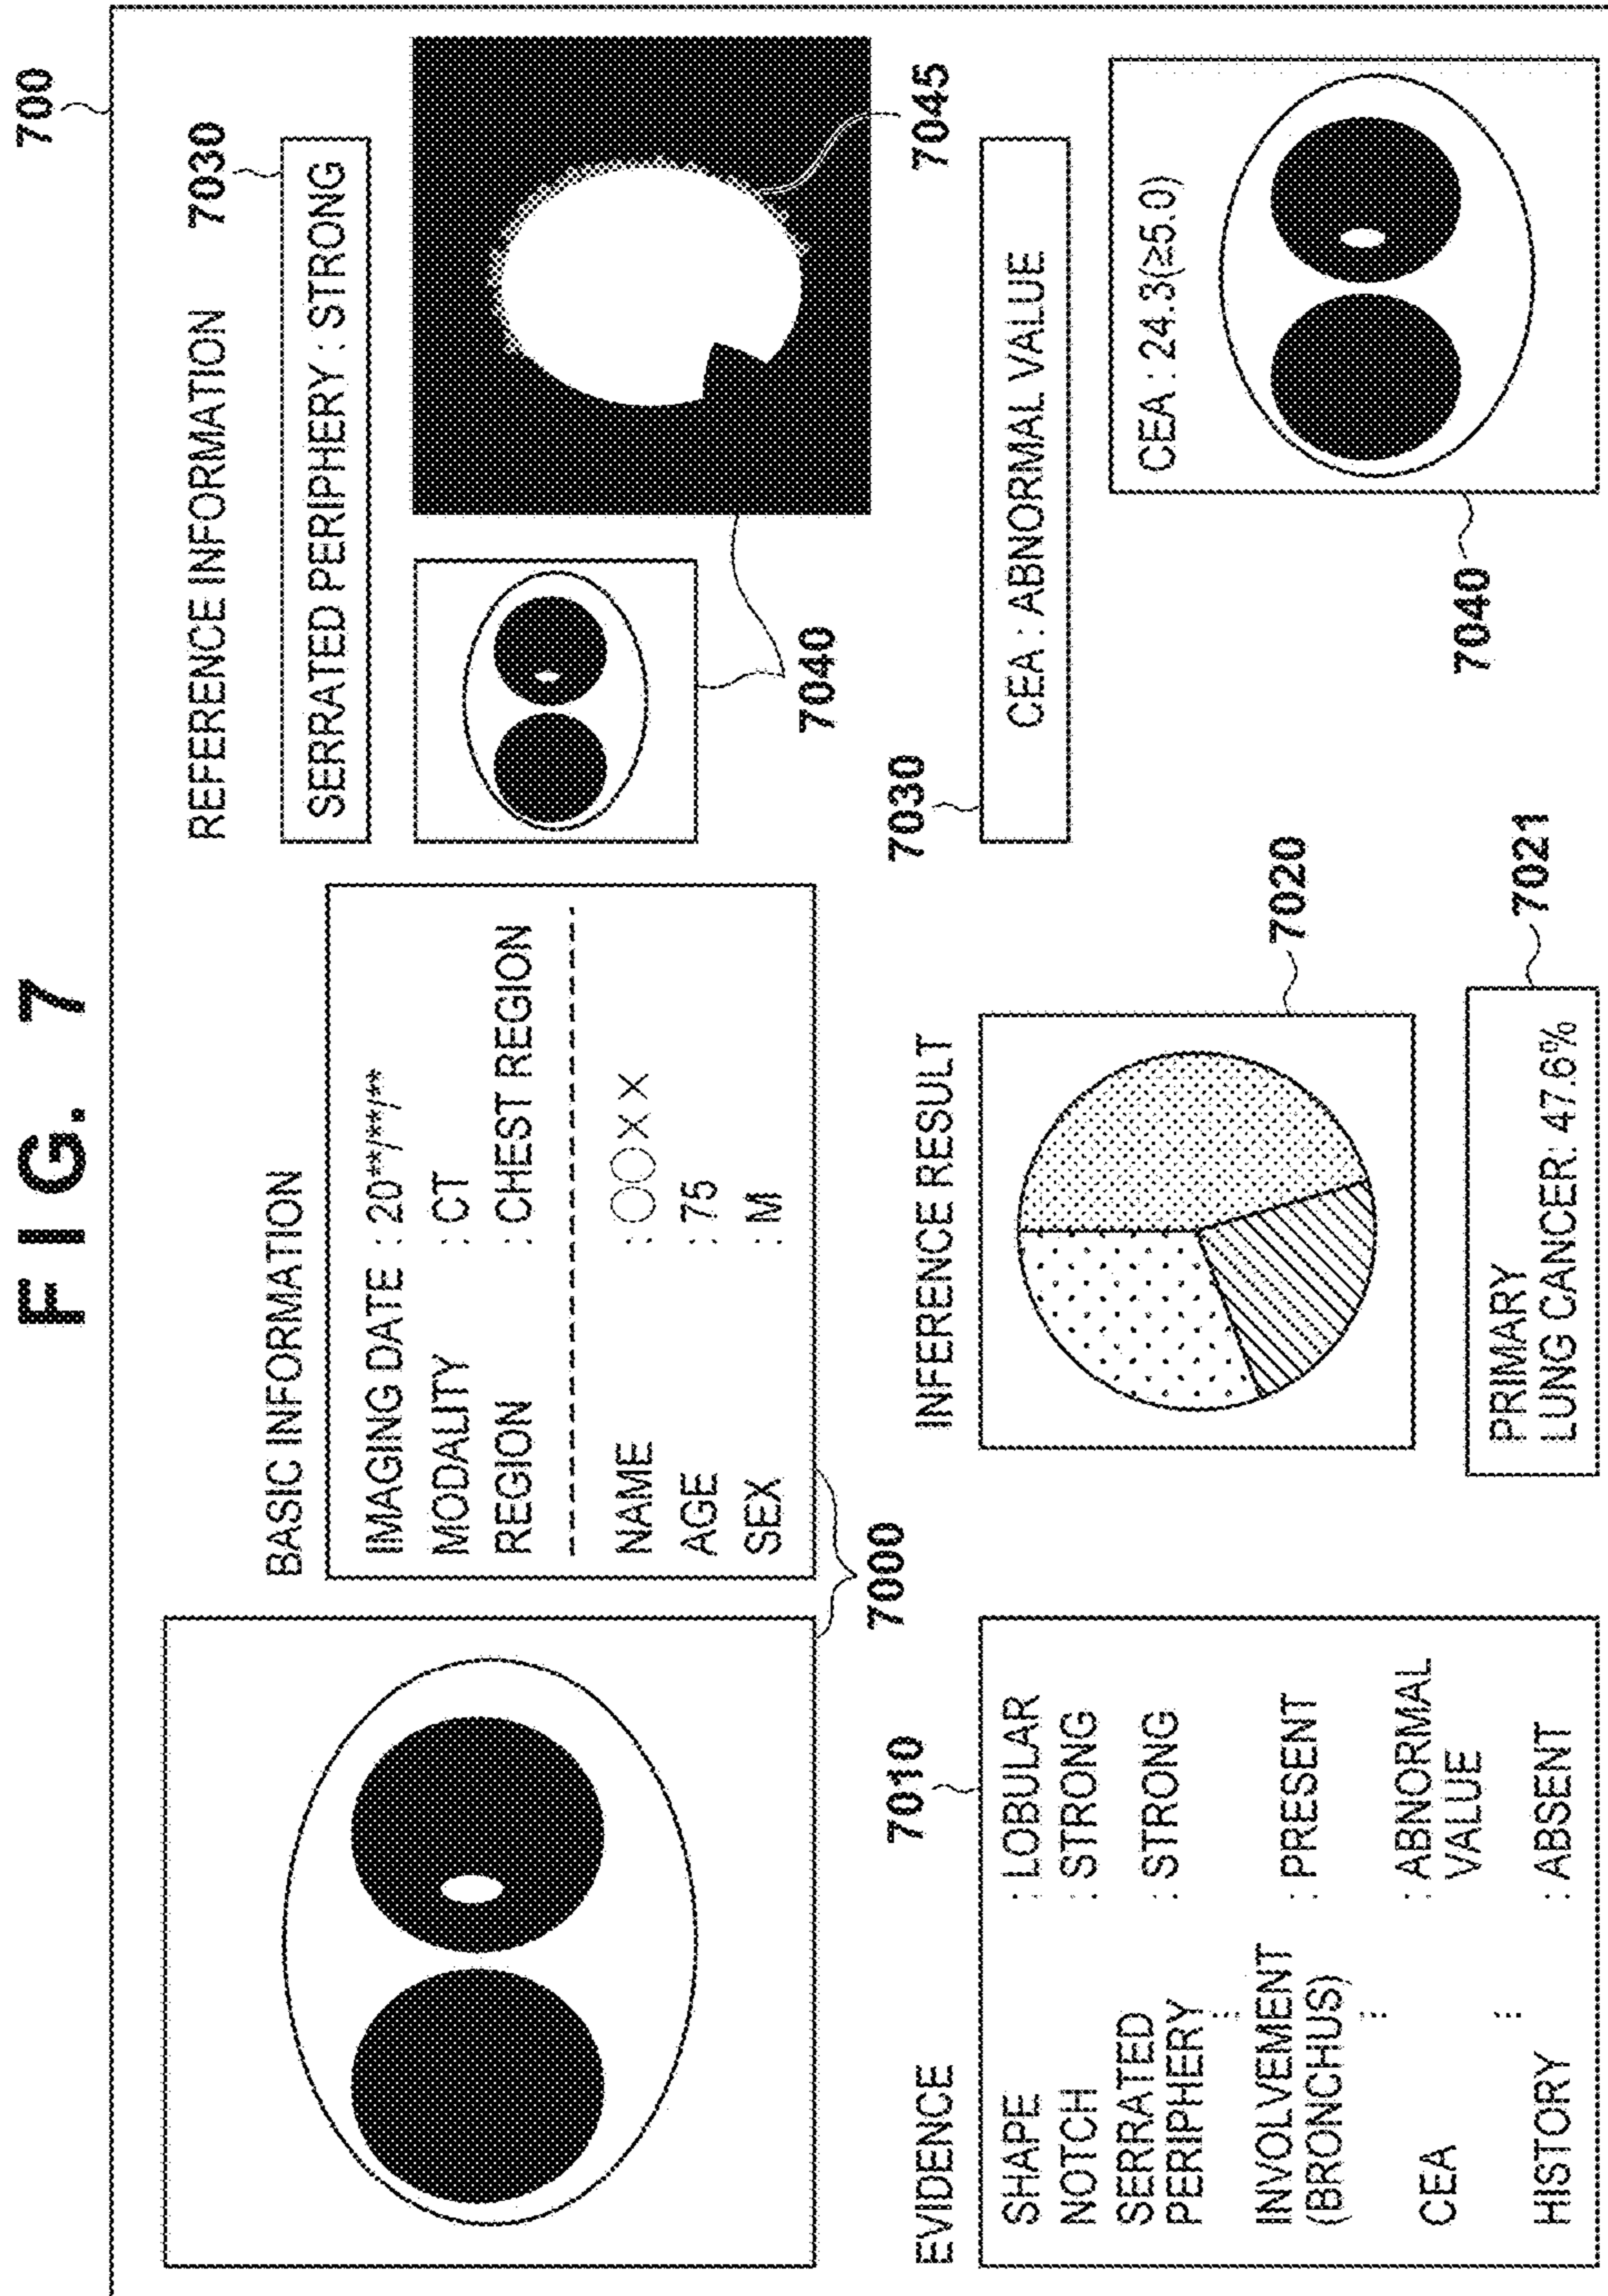 FIG. 7
700
BASIC INFORMATION
IMAGING DATE : 20**/**/**
MODALITY : CT
REGION : CHEST REGION
NAME : ○○××
AGE : 75
SEX : M
7000
REFERENCE INFORMATION
7030
SERRATED PERIPHERY : STRONG
7045
7040
EVIDENCE
7010
SHAPE : LOBULAR
NOTCH : STRONG
SERRATED
PERIPHERY : STRONG
⋮
INVOLVEMENT
(BRONCHUS) : PRESENT
⋮
CEA : ABNORMAL
VALUE
⋮
HISTORY : ABSENT
INFERENCE RESULT
7020
PRIMARY
LUNG CANCER: 47.6%
7021
7030
CEA : ABNORMAL VALUE
CEA : 24.3(≥5.0)
7040